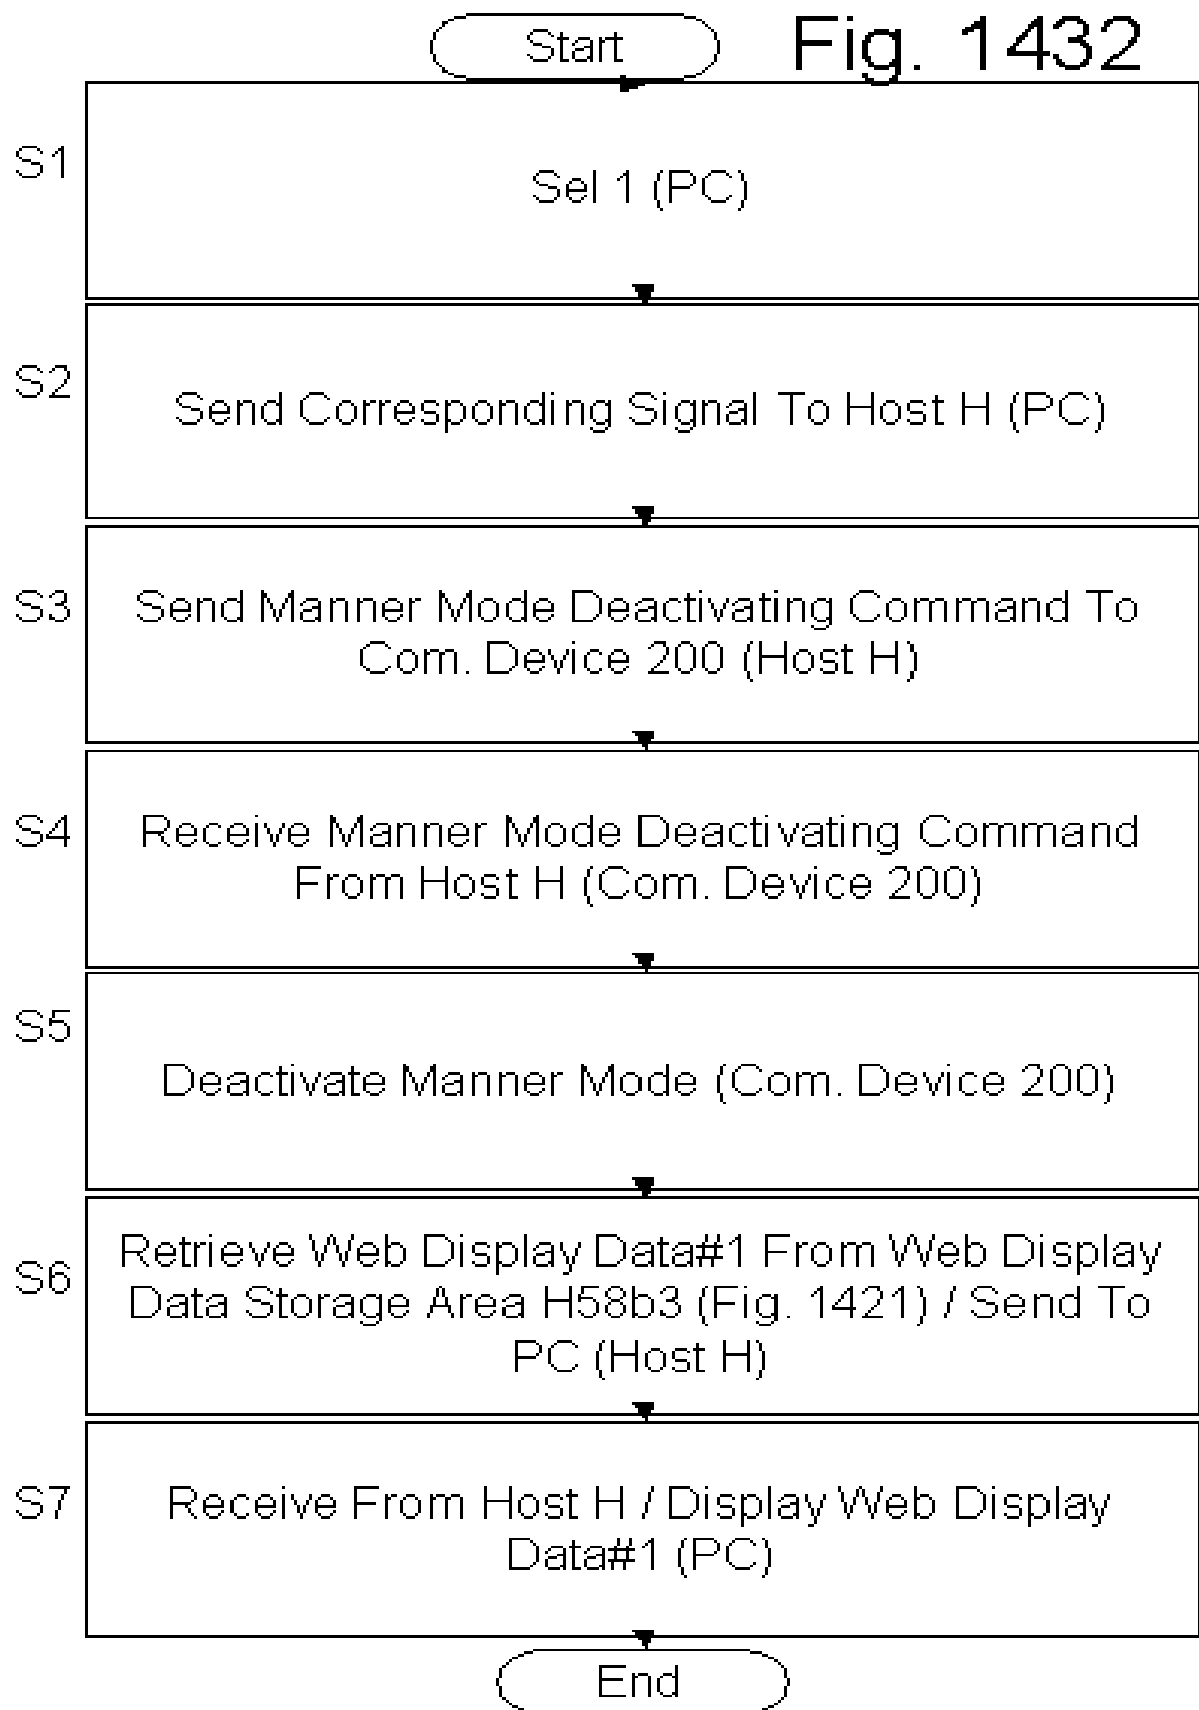 Start
Fig. 1432
S1
Sel 1 (PC)
S2
Send Corresponding Signal To Host H (PC)
S3
Send Manner Mode Deactivating Command To
Com. Device 200 (Host H)
S4
Receive Manner Mode Deactivating Command
From Host H (Com. Device 200)
S5
Deactivate Manner Mode (Com. Device 200)
S6
Retrieve Web Display Data#1 From Web Display
Data Storage Area H58b3 (Fig. 1421) / Send To
PC (Host H)
S7
Receive From Host H / Display Web Display
Data#1 (PC)
End